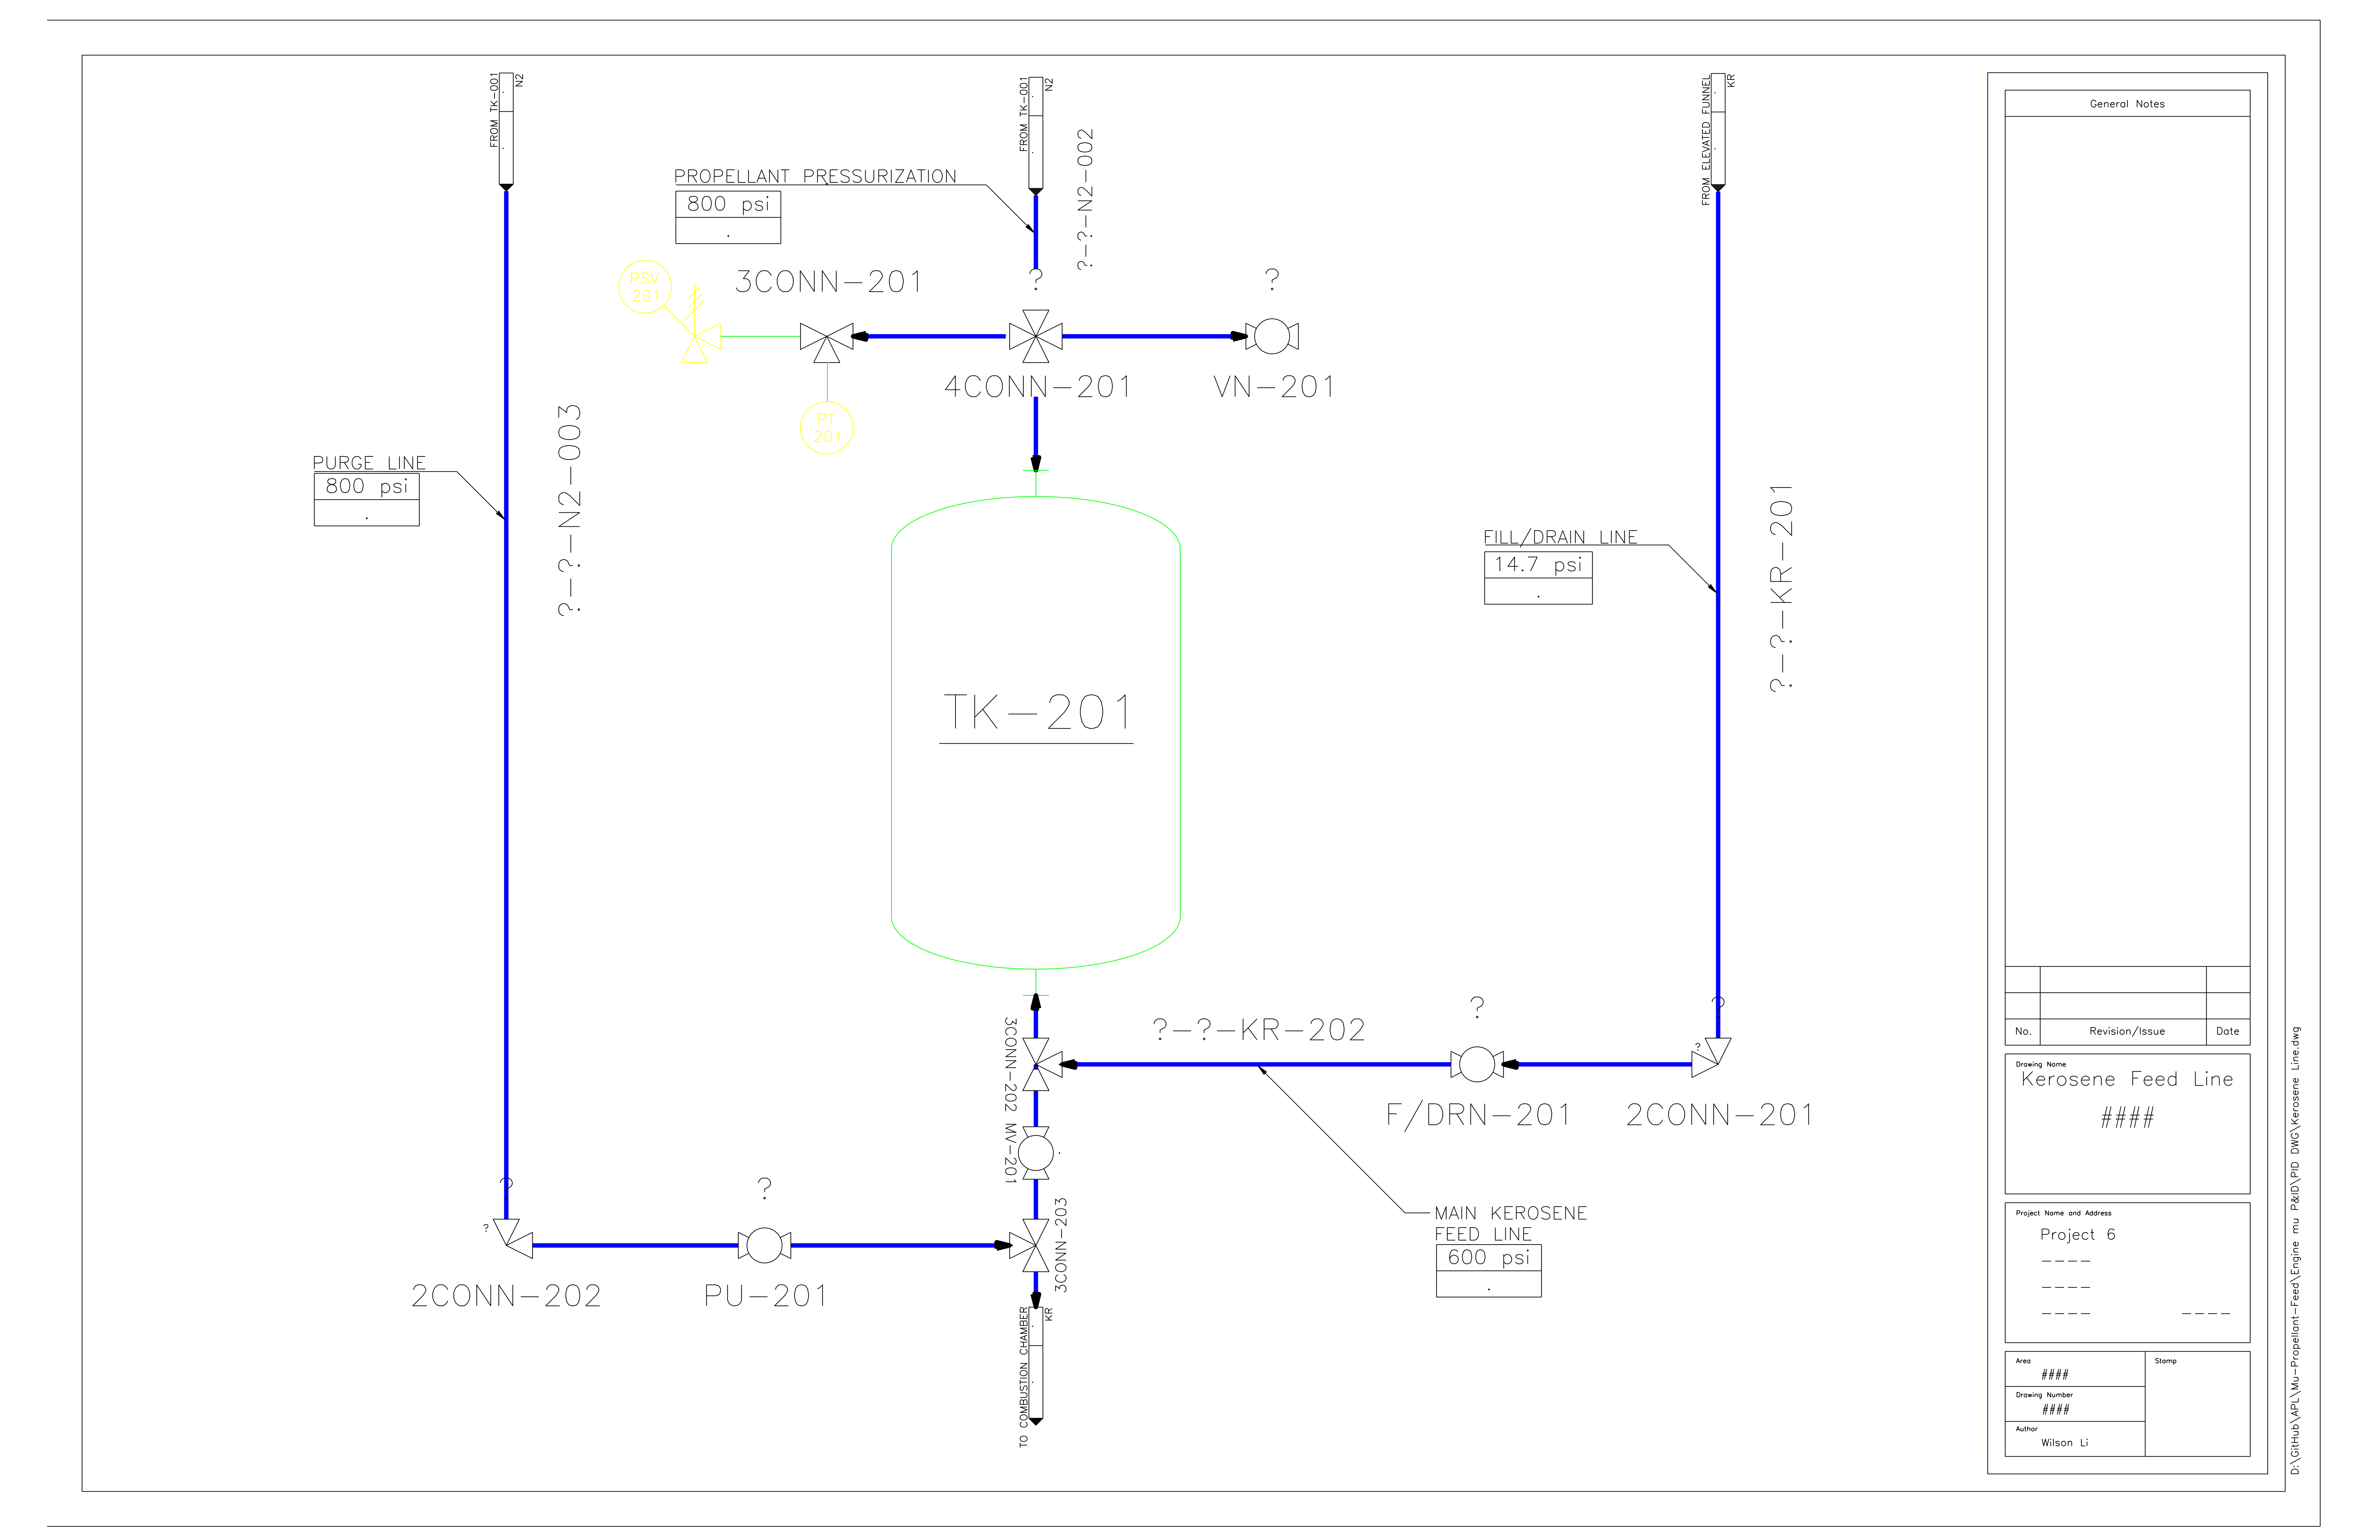 FROM TK-001
N2
FROM TK-001
N2
?-?-N2-002
FROM ELEVATED FUNNEL
KR
PROPELLANT PRESSURIZATION
800 psi
.
PSV
201
3CONN-201
?
?
4CONN-201
VN-201
PT
201
PURGE LINE
800 psi
.
?-?-N2-003
FILL/DRAIN LINE
14.7 psi
.
?-?-KR-201
TK-201
3CONN-202
?-?-KR-202
?
?
?
F/DRN-201
2CONN-201
MV-201
?
?
?
2CONN-202
PU-201
3CONN-203
MAIN KEROSENE
FEED LINE
600 psi
.
TO COMBUSTION CHAMBER
KR
General Notes
No.
Revision/Issue
Date
Drawing Name
Kerosene Feed Line
####
Project Name and Address
Project 6
----
----
----
----
Area
####
Stamp
Drawing Number
####
Author
Wilson Li
D:\GitHub\APL\Mu-Propellant-Feed\Engine mu P&ID\PID DWG\Kerosene Line.dwg